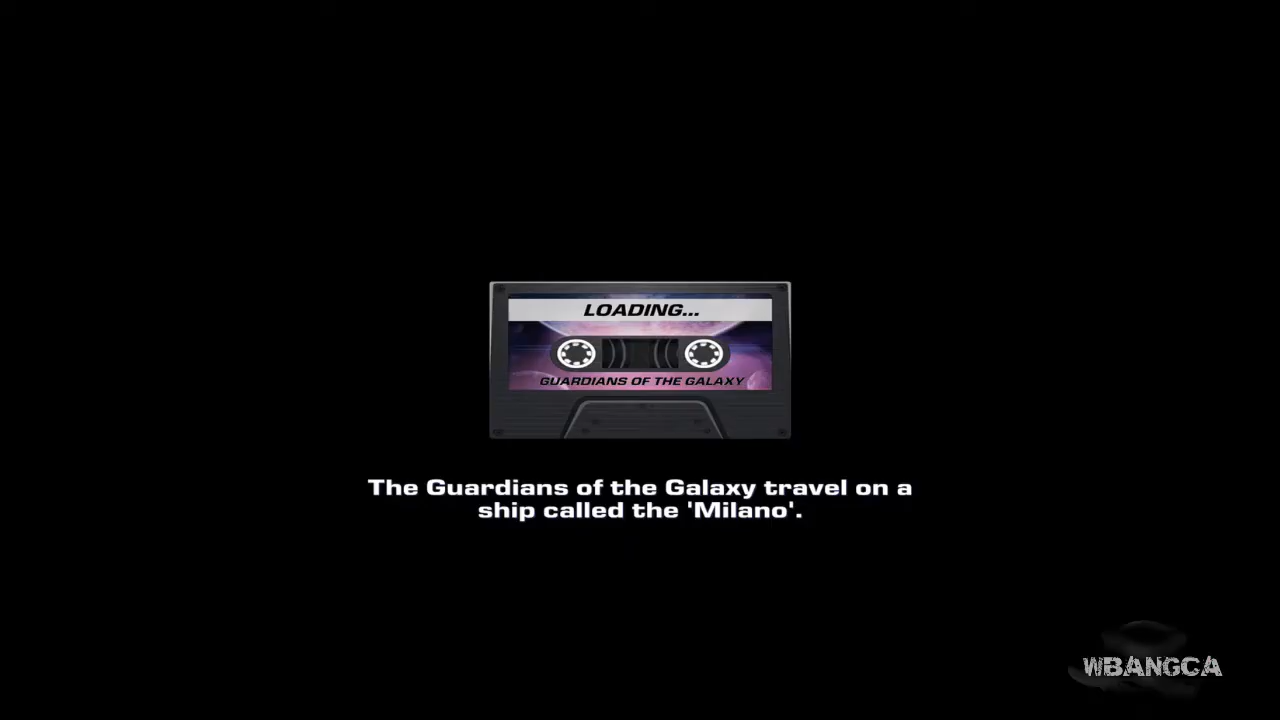 LOADING...
GUARDIANS OF THE GALAXY
The Guardians of the Galaxy travel on a
ship called the 'Milano'.
WBANGCA